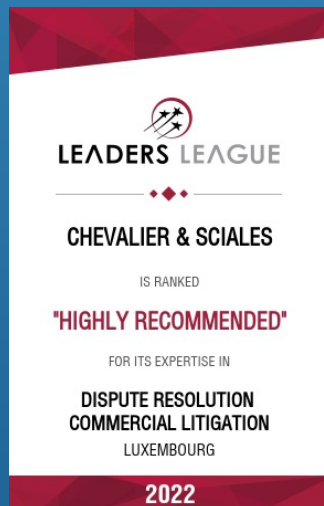 LEADERS LEAGUE
CHEVALIER & SCIALES
IS RANKED
"HIGHLY RECOMMENDED"
FOR ITS EXPERTISE IN
DISPUTE RESOLUTION
COMMERCIAL LITIGATION
LUXEMBOURG
2022